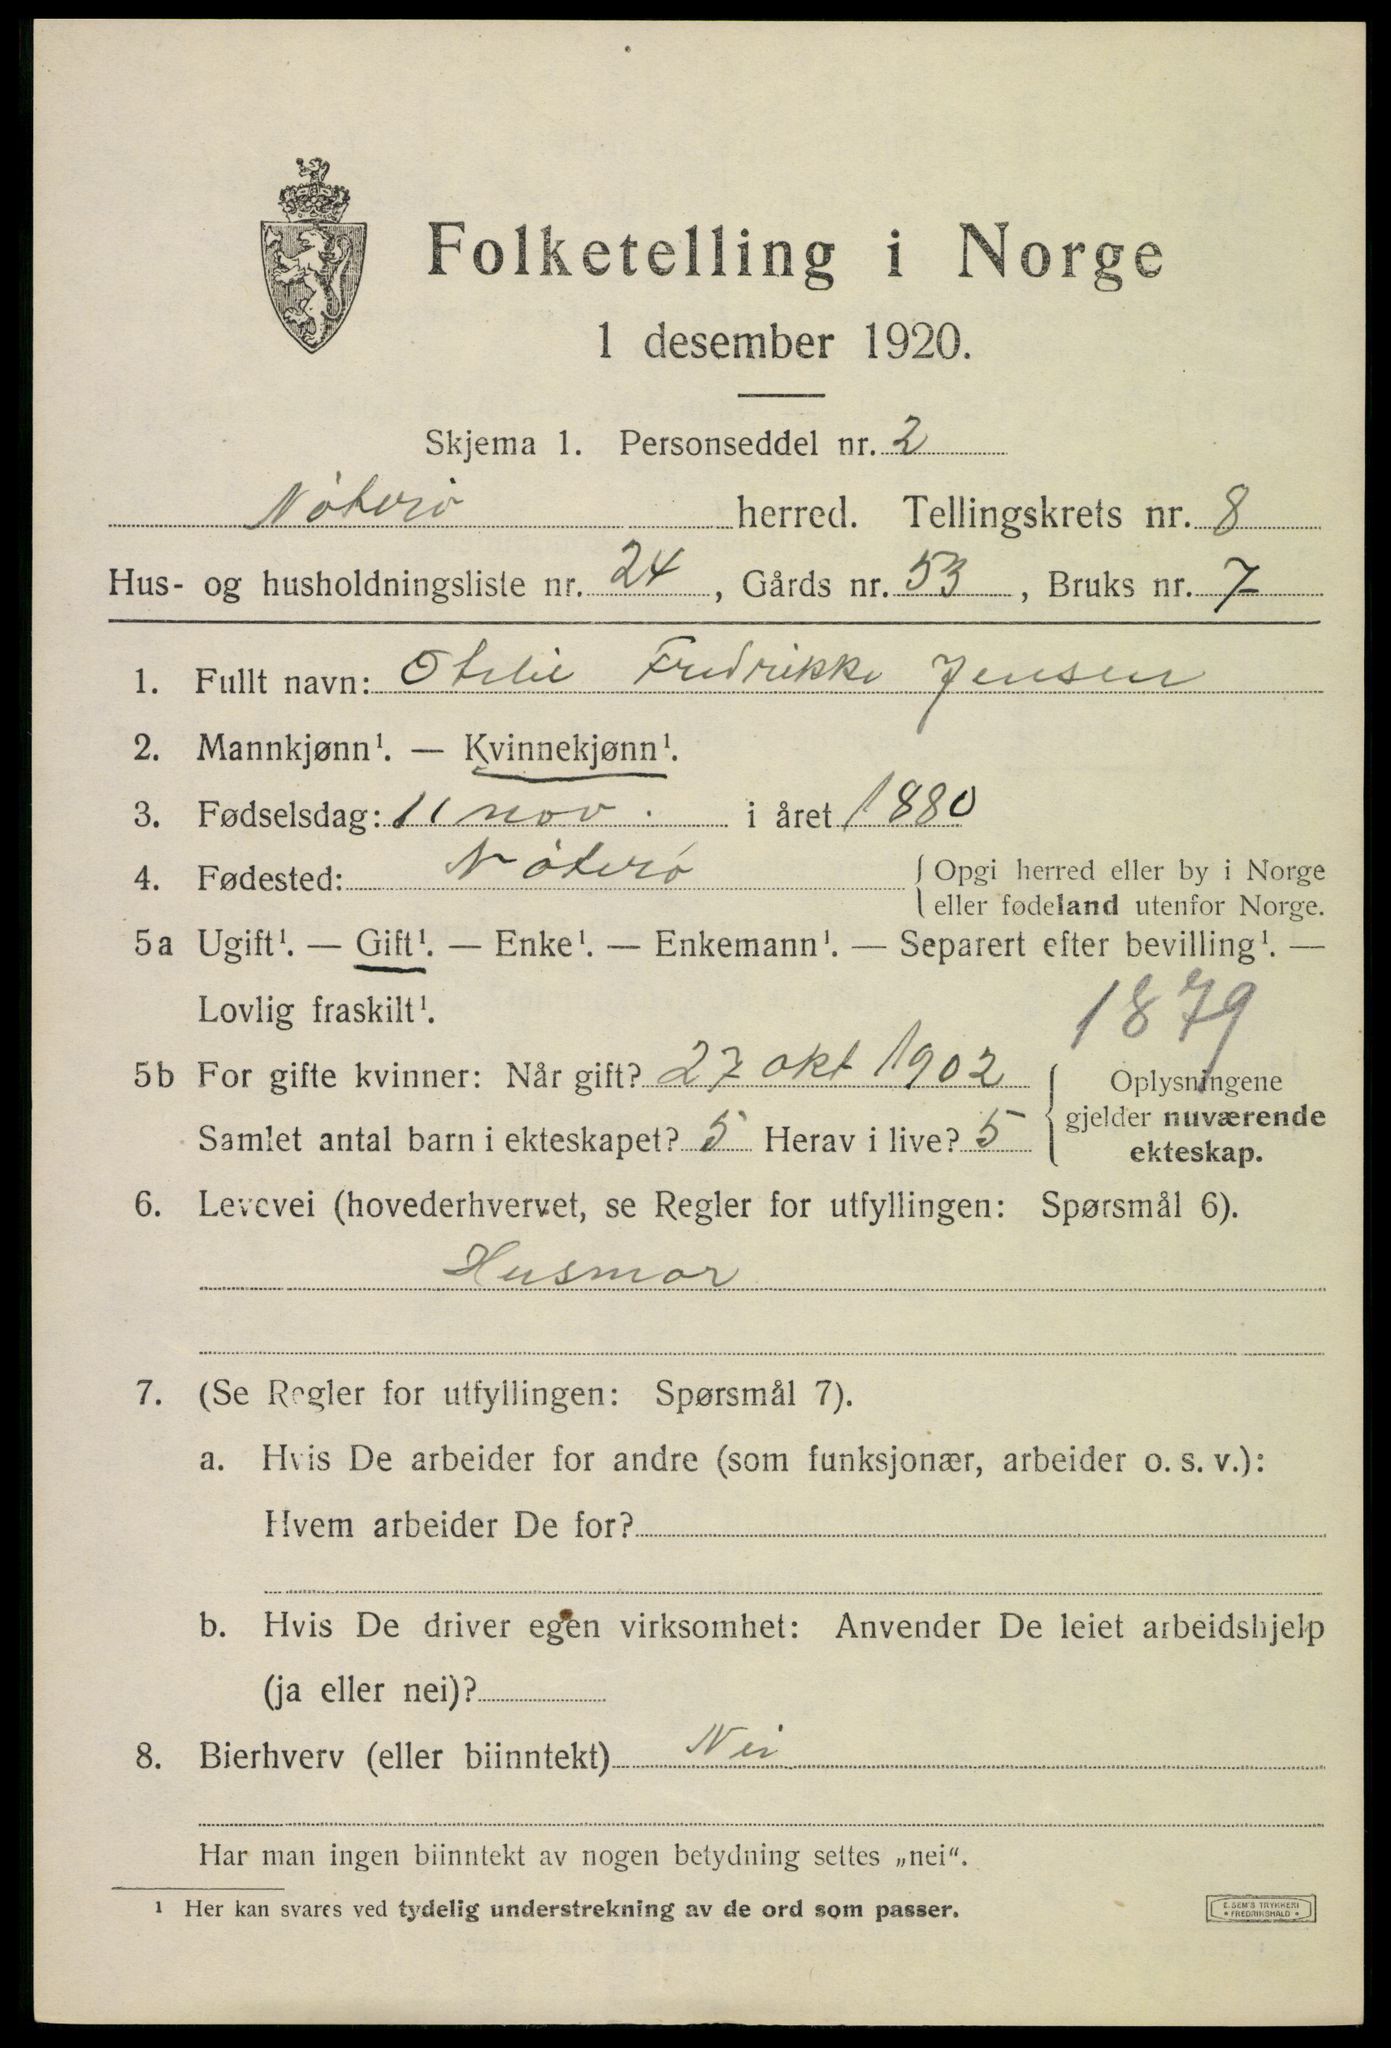 Folketelling i Norge
1 desember 1920.
Skjema 1. Personseddel nr. 2
Nöterö herred. Tellingskrets nr. 8
Hus- og husholdningsliste nr. 24, Gårds nr. 53, Bruks nr. 7
1. Fullt navn: Otelie Fredrikke Jensen
2. Mannkjønn¹. — Kvinnekjønn¹.
3. Fødselsdag: 11 nov. i året 1880
4. Fødested: Nöterö { Opgi herred eller by i Norge
eller fødeland utenfor Norge.
5a Ugift¹. — Gift¹. — Enke¹. — Enkemann¹. — Separert efter bevilling¹. —
Lovlig fraskilt¹.
1879
5b For gifte kvinner: Når gift? 27 okt 1902
Samlet antal barn i ekteskapet? 5 Herav i live? 5
{ Oplysningene
gjelder nuværende
ekteskap.
6. Levevei (hovederhvervet, se Regler for utfyllingen: Spørsmål 6).
Husmor
7. (Se Regler for utfyllingen: Spørsmål 7).
a. Hvis De arbeider for andre (som funksjonær, arbeider o. s. v.):
Hvem arbeider De for?
b. Hvis De driver egen virksomhet: Anvender De leiet arbeidshjelp
(ja eller nei)?
8. Bierhverv (eller biinntekt) Nei
Har man ingen biinntekt av nogen betydning settes „nei“.
¹ Her kan svares ved tydelig understrekning av de ord som passer.
E. SEM'S TRYKKERI
* FREDRIKSHALD *